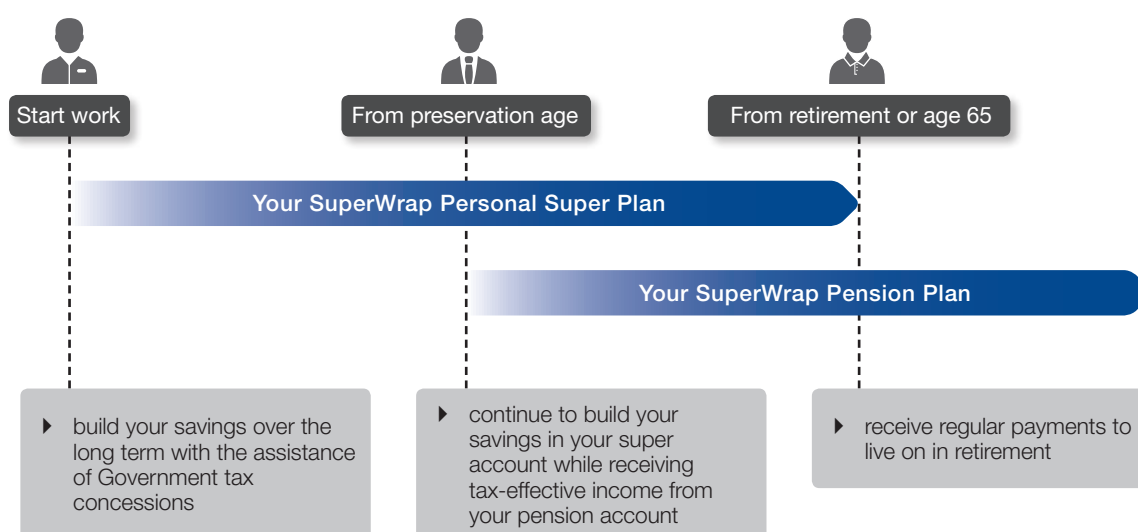 Start work
From preservation age
From retirement or age 65
Your SuperWrap Personal Super Plan
Your SuperWrap Pension Plan
build your savings over the
long term with the assistance
of Government tax
concessions
continue to build your
savings in your super
account while receiving
tax-effective income from
your pension account
receive regular payments to
live on in retirement